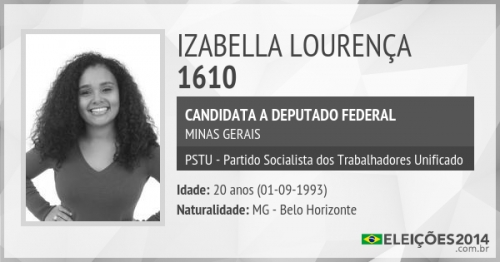 IZABELLA LOURENÇA
1610
CANDIDATA A DEPUTADO FEDERAL
MINAS GERAIS
PSTU - Partido Socialista dos Trabalhadores Unificado
Idade: 20 anos (01-09-1993)
Naturalidade: MG - Belo Horizonte
ELEIÇÕES2014
.com.br